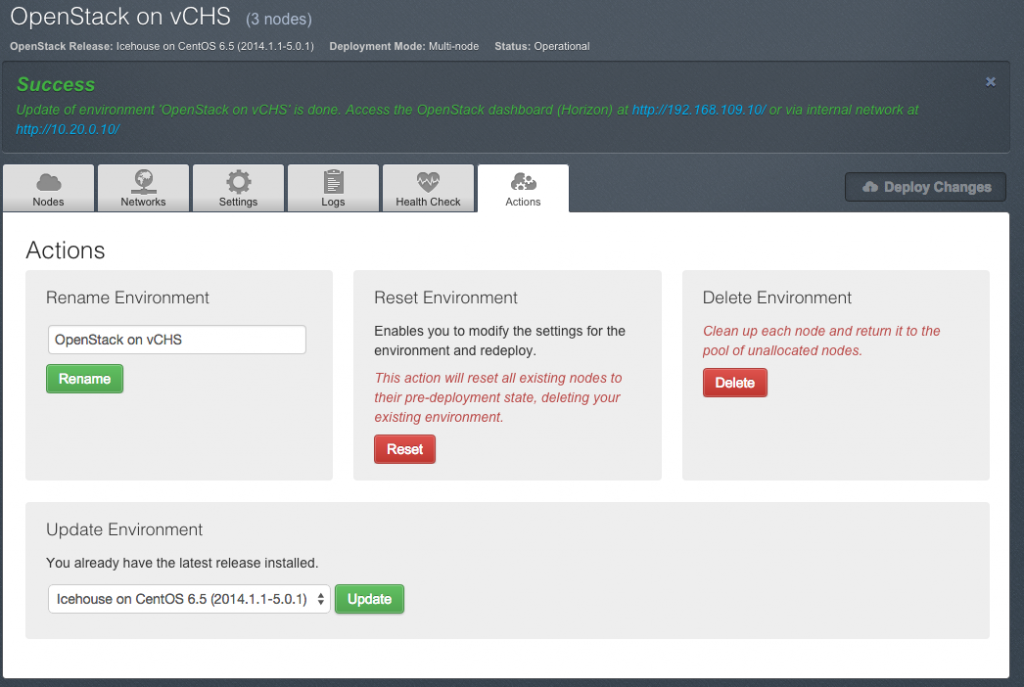 OpenStack on vCHS (3 nodes)
OpenStack Release: Icehouse on CentOS 6.5 (2014.1.1-5.0.1) Deployment Mode: Multi-node Status: Operational
Success
×
Update of environment 'OpenStack on vCHS' is done. Access the OpenStack dashboard (Horizon) at http://192.168.109.10/ or via internal network at
http://10.20.0.10/
Nodes
Networks
Settings
Logs
Health Check
Actions
Deploy Changes
Actions
Rename Environment
OpenStack on vCHS
Rename
Reset Environment
Enables you to modify the settings for the
environment and redeploy.
This action will reset all existing nodes to
their pre-deployment state, deleting your
existing environment.
Reset
Delete Environment
Clean up each node and return it to the
pool of unallocated nodes.
Delete
Update Environment
You already have the latest release installed.
Icehouse on CentOS 6.5 (2014.1.1-5.0.1)
Update